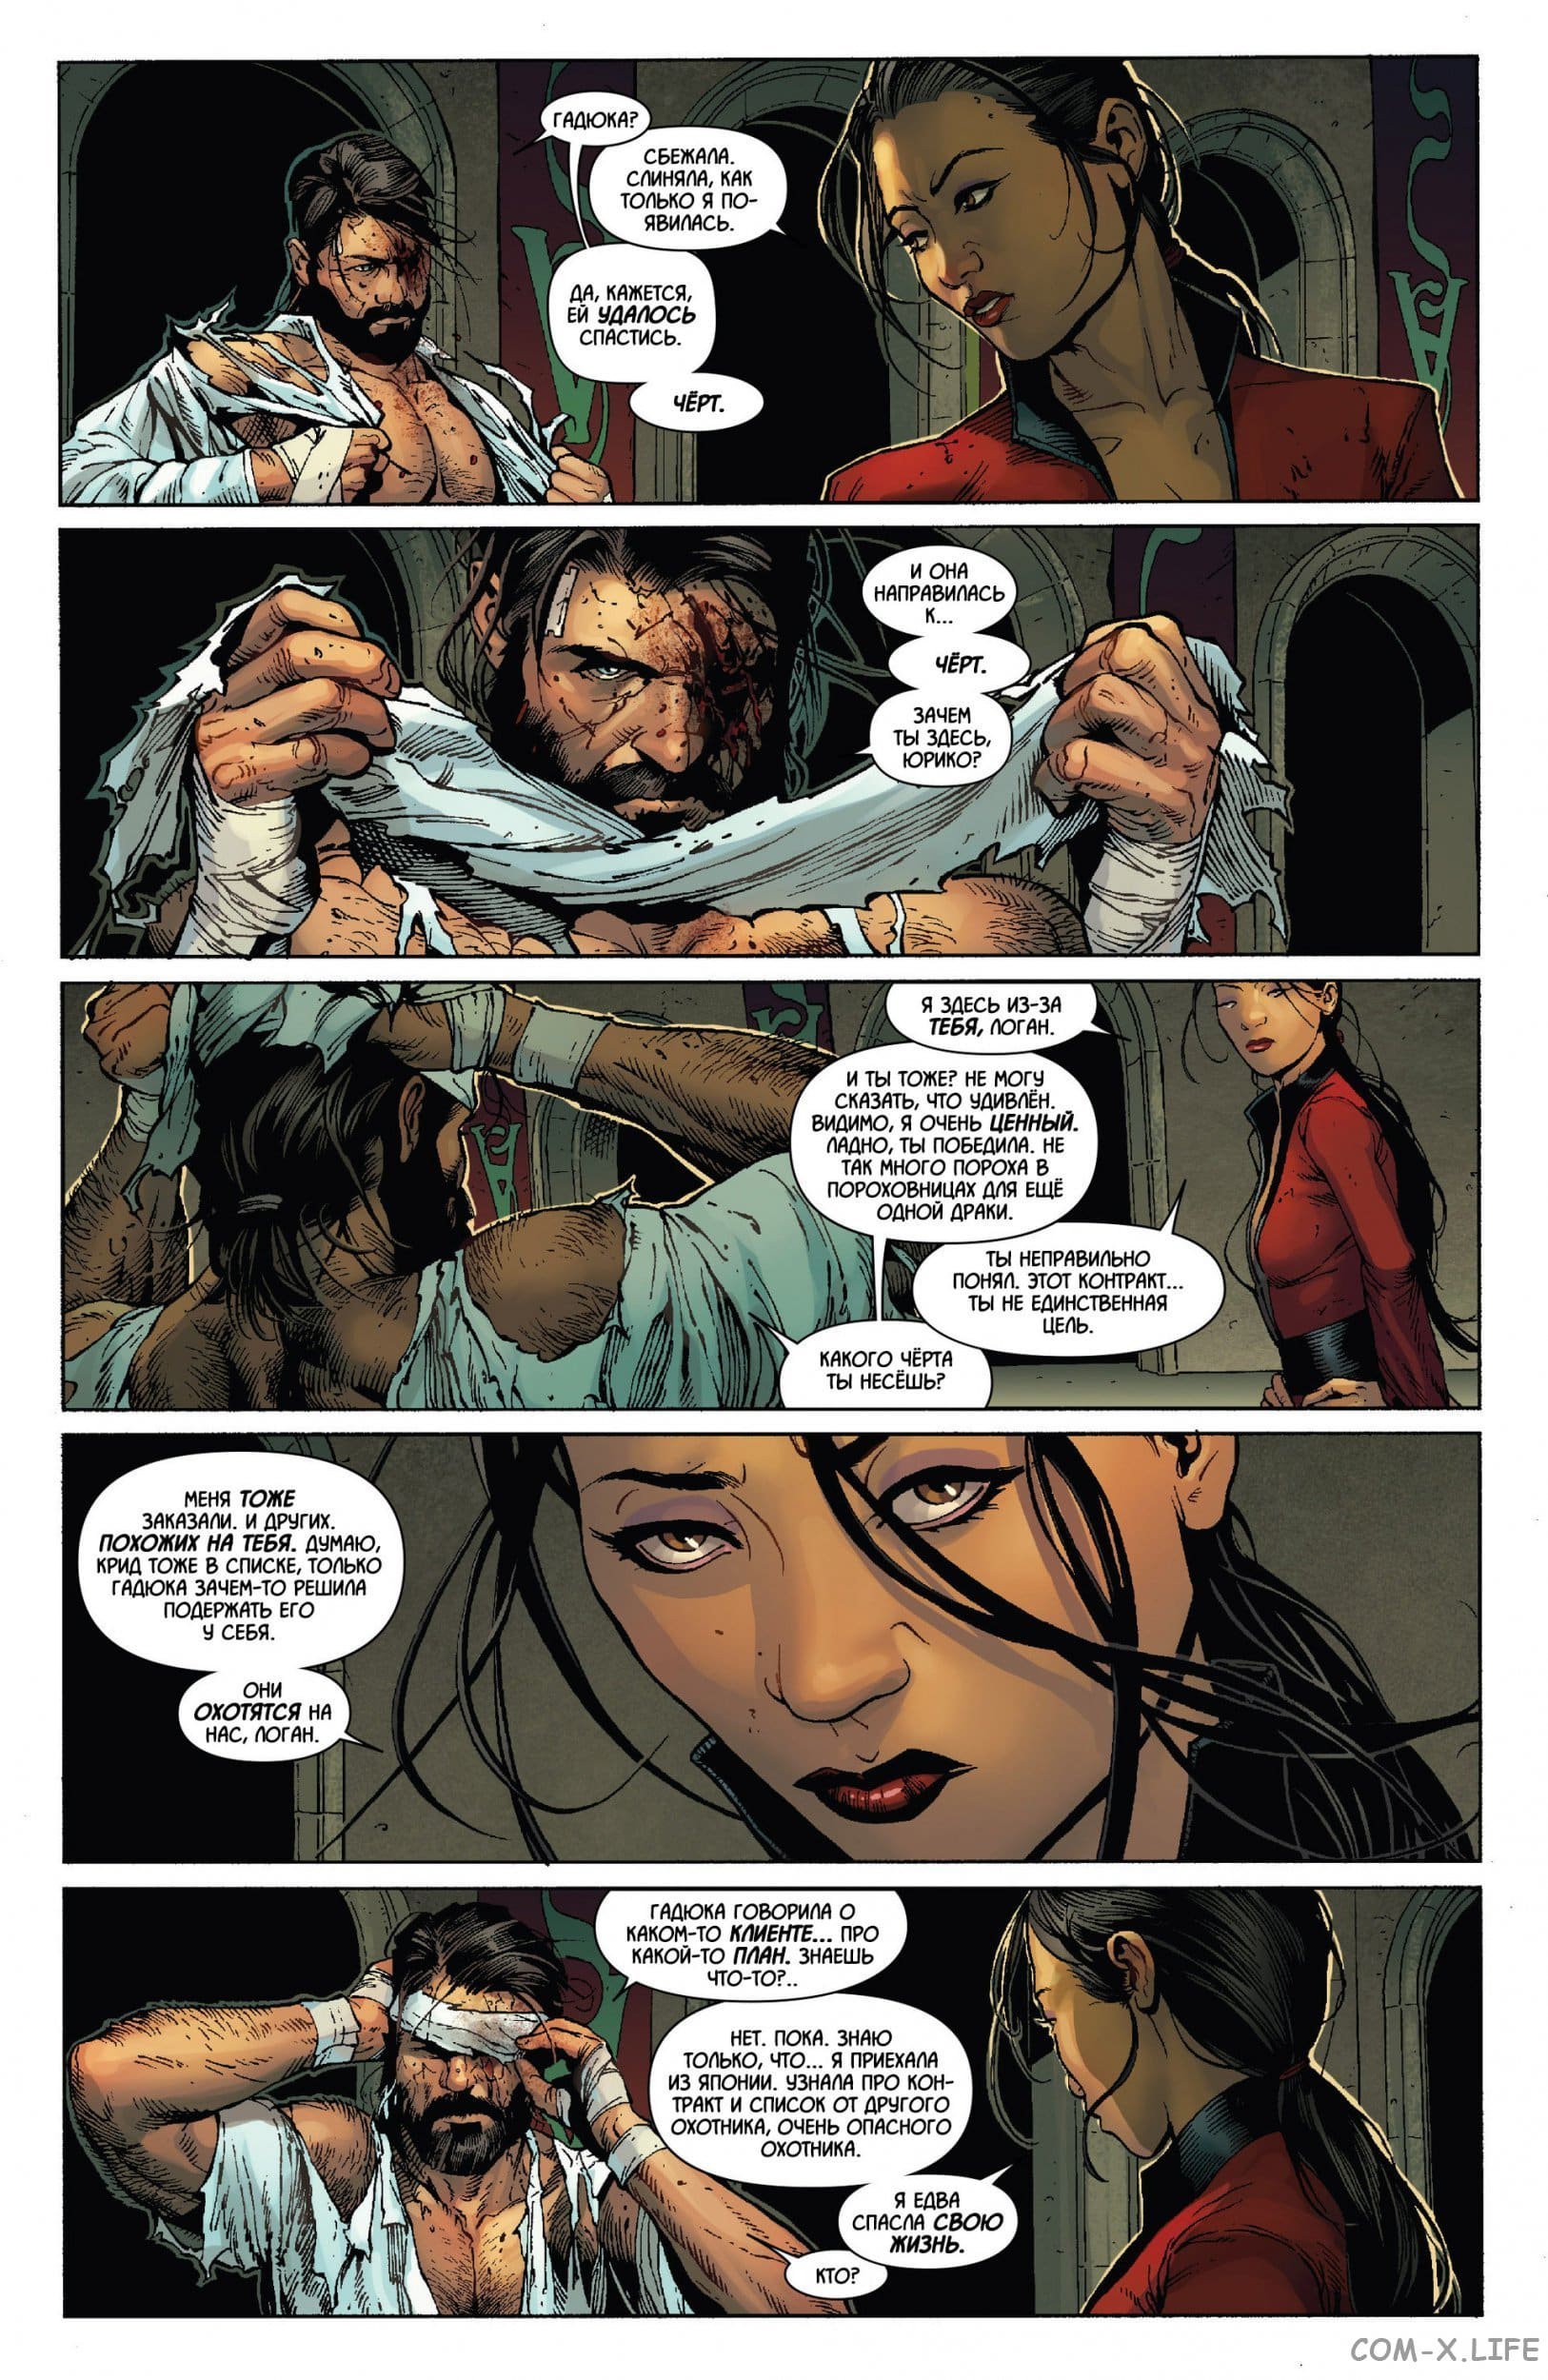 ГАДЮКА?
СБЕЖАЛА.
СЛИНЯЛА, КАК
ТОЛЬКО Я ПО-
ЯВИЛАСЬ.
ДА, КАЖЕТСЯ,
ЕЙ УДАЛОСЬ
СПАСТИСЬ.
ЧЁРТ.
И ОНА
НАПРАВИЛАСЬ
К...
ЧЁРТ.
ЗАЧЕМ
ТЫ ЗДЕСЬ,
ЮРИКО?
Я ЗДЕСЬ ИЗ-ЗА
ТЕБЯ, ЛОГАН.
И ТЫ ТОЖЕ? НЕ МОГУ
СКАЗАТЬ, ЧТО УДИВЛЁН.
ВИДИМО, Я ОЧЕНЬ ЦЕННЫЙ.
ЛАДНО, ТЫ ПОБЕДИЛА. НЕ
ТАК МНОГО ПОРОХА В
ПОРОХОВНИЦАХ ДЛЯ ЕЩЁ
ОДНОЙ ДРАКИ.
ТЫ НЕПРАВИЛЬНО
ПОНЯЛ. ЭТОТ КОНТРАКТ...
ТЫ НЕ ЕДИНСТВЕННАЯ
ЦЕЛЬ.
КАКОГО ЧЁРТА
ТЫ НЕСЁШЬ?
МЕНЯ ТОЖЕ
ЗАКАЗАЛИ. И ДРУГИХ.
ПОХОЖИХ НА ТЕБЯ. ДУМАЮ,
КРИД ТОЖЕ В СПИСКЕ, ТОЛЬКО
ГАДЮКА ЗАЧЕМ-ТО РЕШИЛА
ПОДЕРЖАТЬ ЕГО
У СЕБЯ.
ОНИ
ОХОТЯТСЯ НА
НАС, ЛОГАН.
ГАДЮКА ГОВОРИЛА О
КАКОМ-ТО КЛИЕНТЕ... ПРО
КАКОЙ-ТО ПЛАН. ЗНАЕШЬ
ЧТО-ТО?..
НЕТ. ПОКА. ЗНАЮ
ТОЛЬКО, ЧТО... Я ПРИЕХАЛА
ИЗ ЯПОНИИ. УЗНАЛА ПРО КОН-
ТРАКТ И СПИСОК ОТ ДРУГОГО
ОХОТНИКА, ОЧЕНЬ ОПАСНОГО
ОХОТНИКА.
Я ЕДВА
СПАСЛА СВОЮ
ЖИЗНЬ.
КТО?
COM-X.LIFE